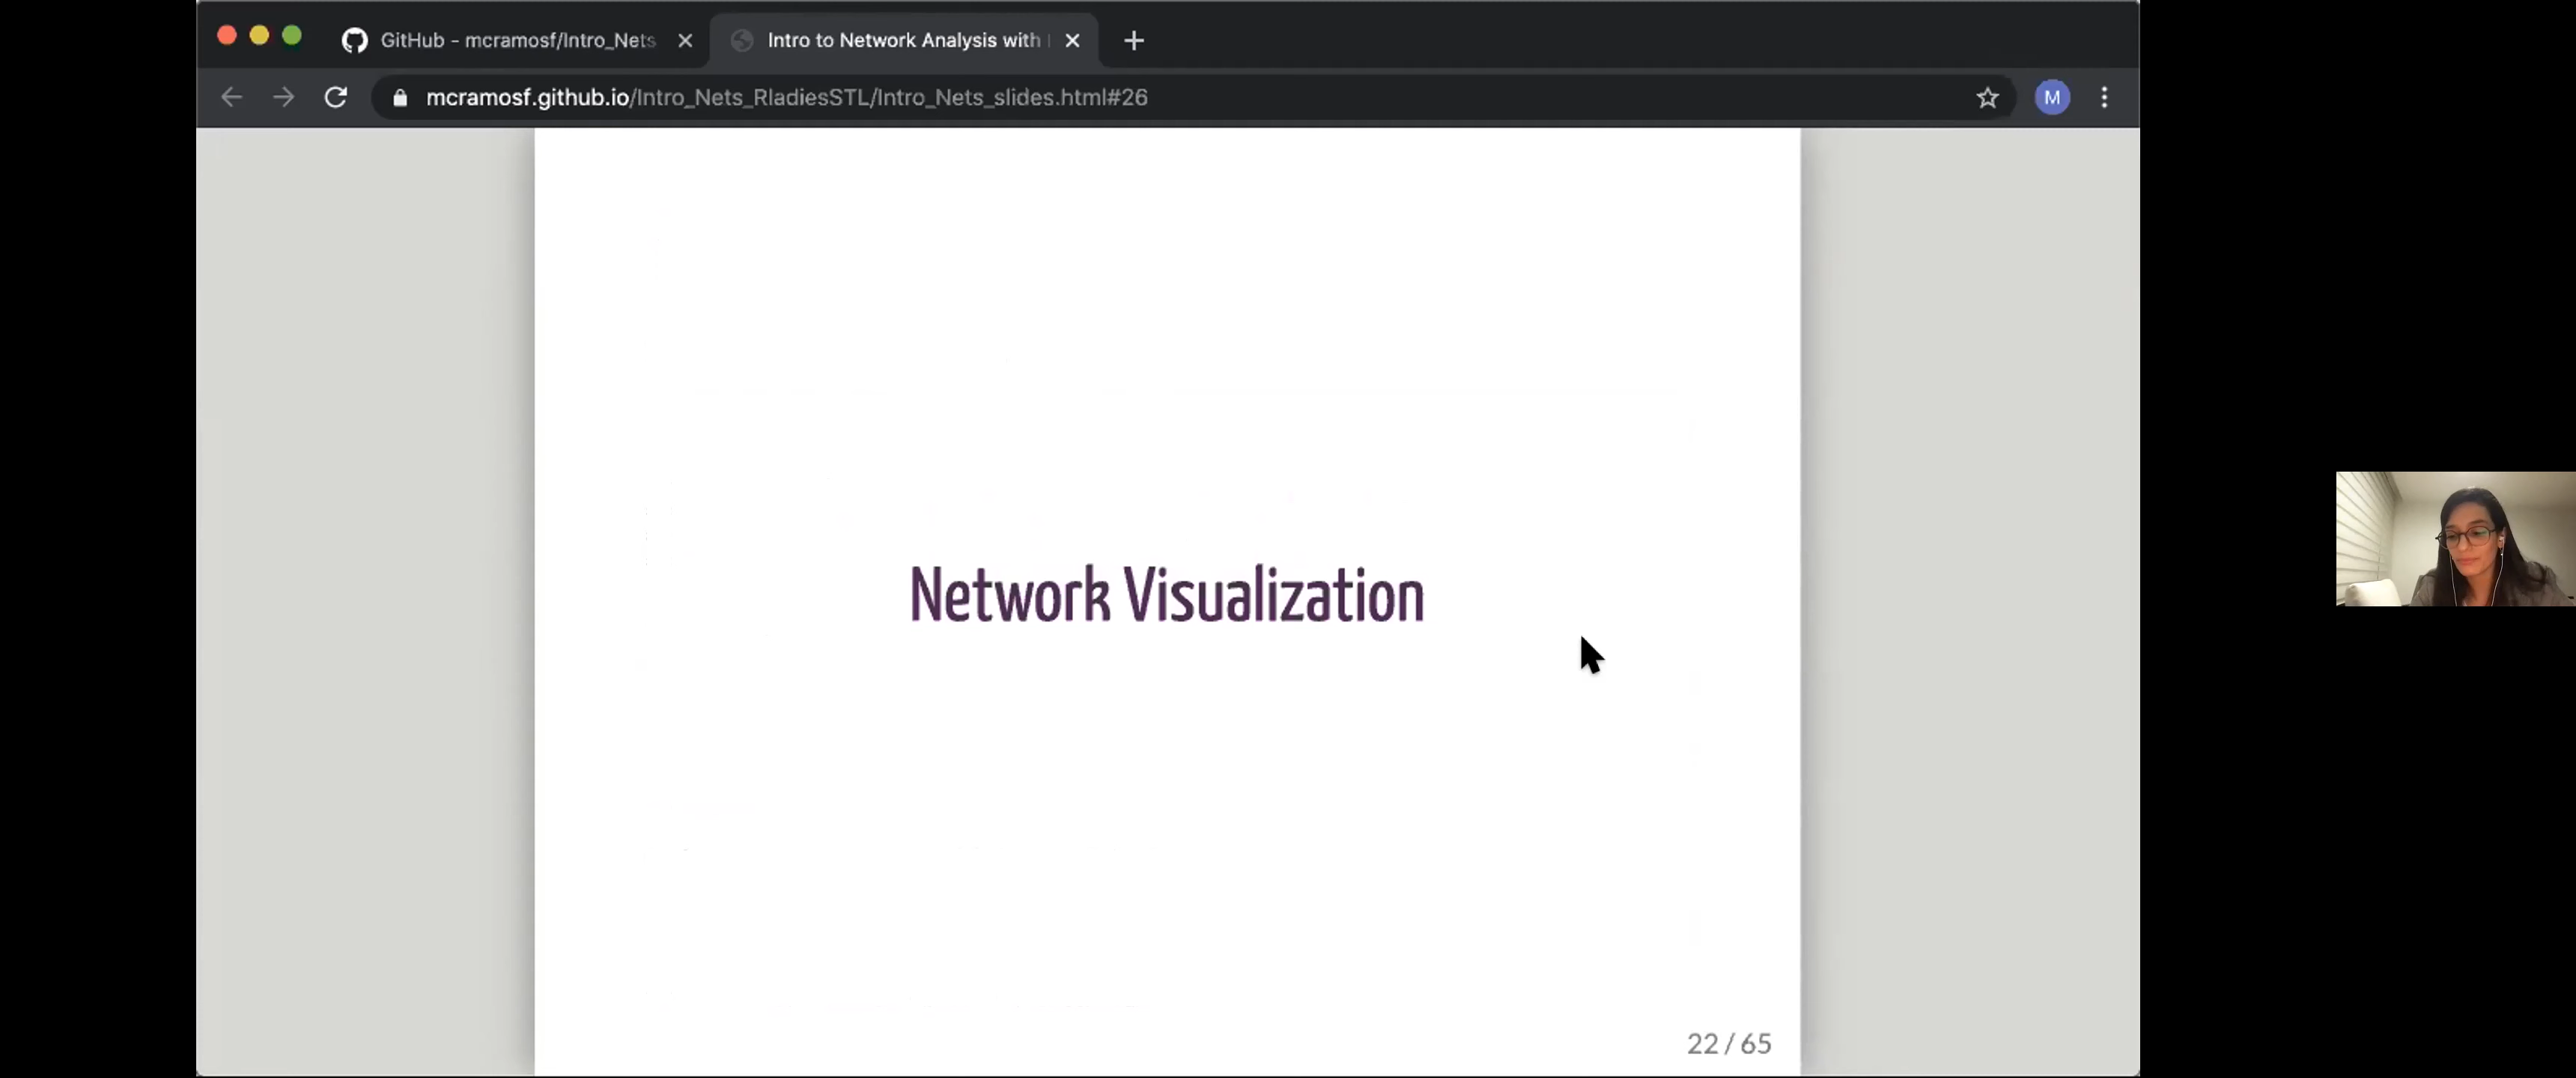 GitHub - mcramosf/Intro_Nets
Intro to Network Analysis with
mcramosf.github.io/Intro_Nets_RladiesSTL/Intro_Nets_slides.html#26
M
Network Visualization
22 / 65